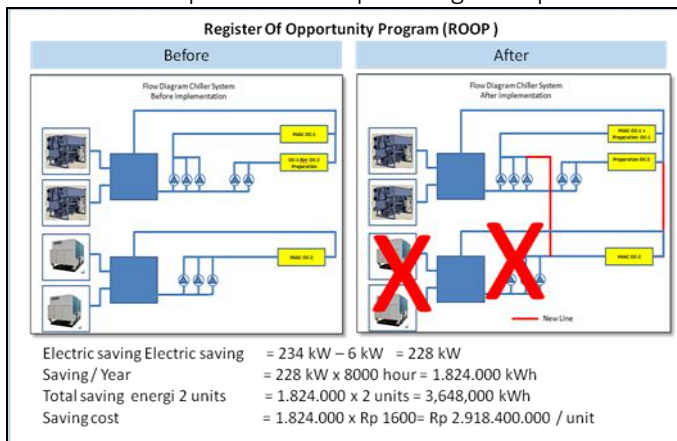 Register Of Opportunity Program (ROOP )
Before
After
Flow Diagram Chiller System
Before Implementation
HVAC OC-1
OC-1 dan OC-2
Preparation
HVAC OC-2
Flow Diagram Chiller System
After Implementation
HVAC OC-1 +
Preparation OC-1
Preparation OC-2
HVAC OC-2
New Line
Electric saving Electric saving = 234 kW – 6 kW = 228 kW
Saving / Year = 228 kW x 8000 hour = 1.824.000 kWh
Total saving energi 2 units = 1.824.000 x 2 units = 3,648,000 kWh
Saving cost = 1.824.000 x Rp 1600= Rp 2.918.400.000 / unit